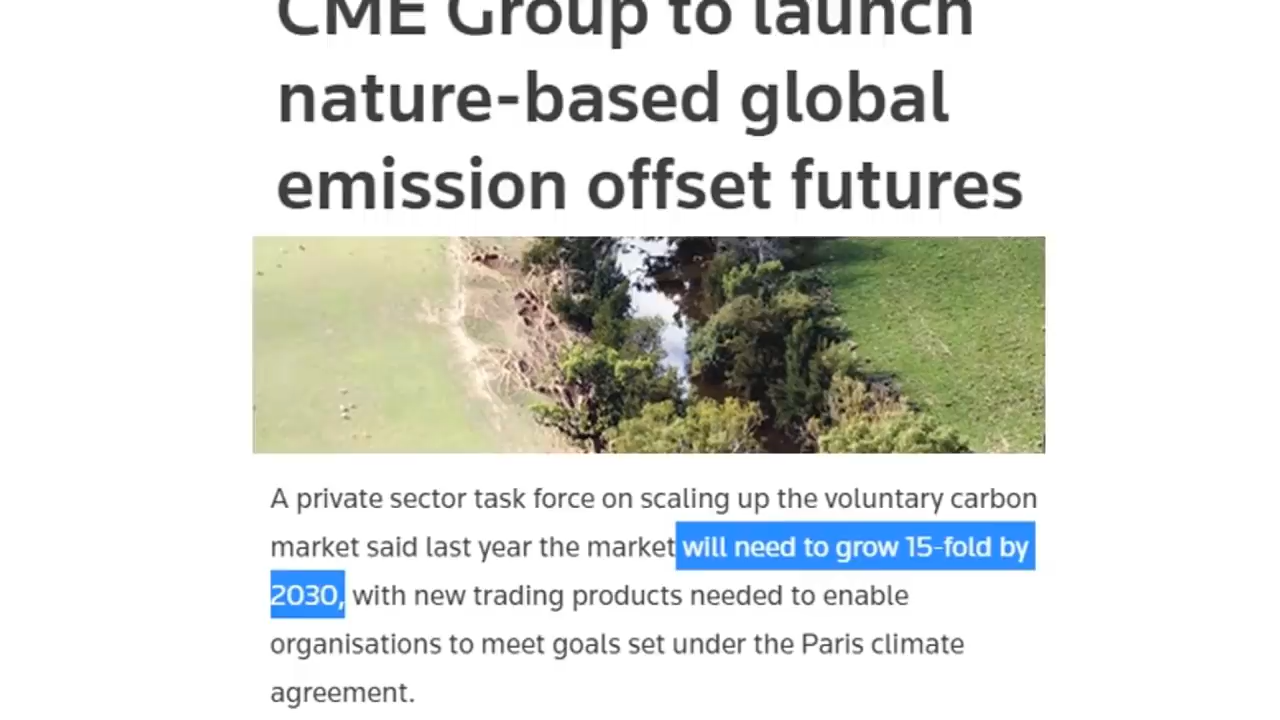 CME Group to launch
nature-based global
emission offset futures
A private sector task force on scaling up the voluntary carbon
market said last year the market will need to grow 15-fold by
2030, with new trading products needed to enable
organisations to meet goals set under the Paris climate
agreement.